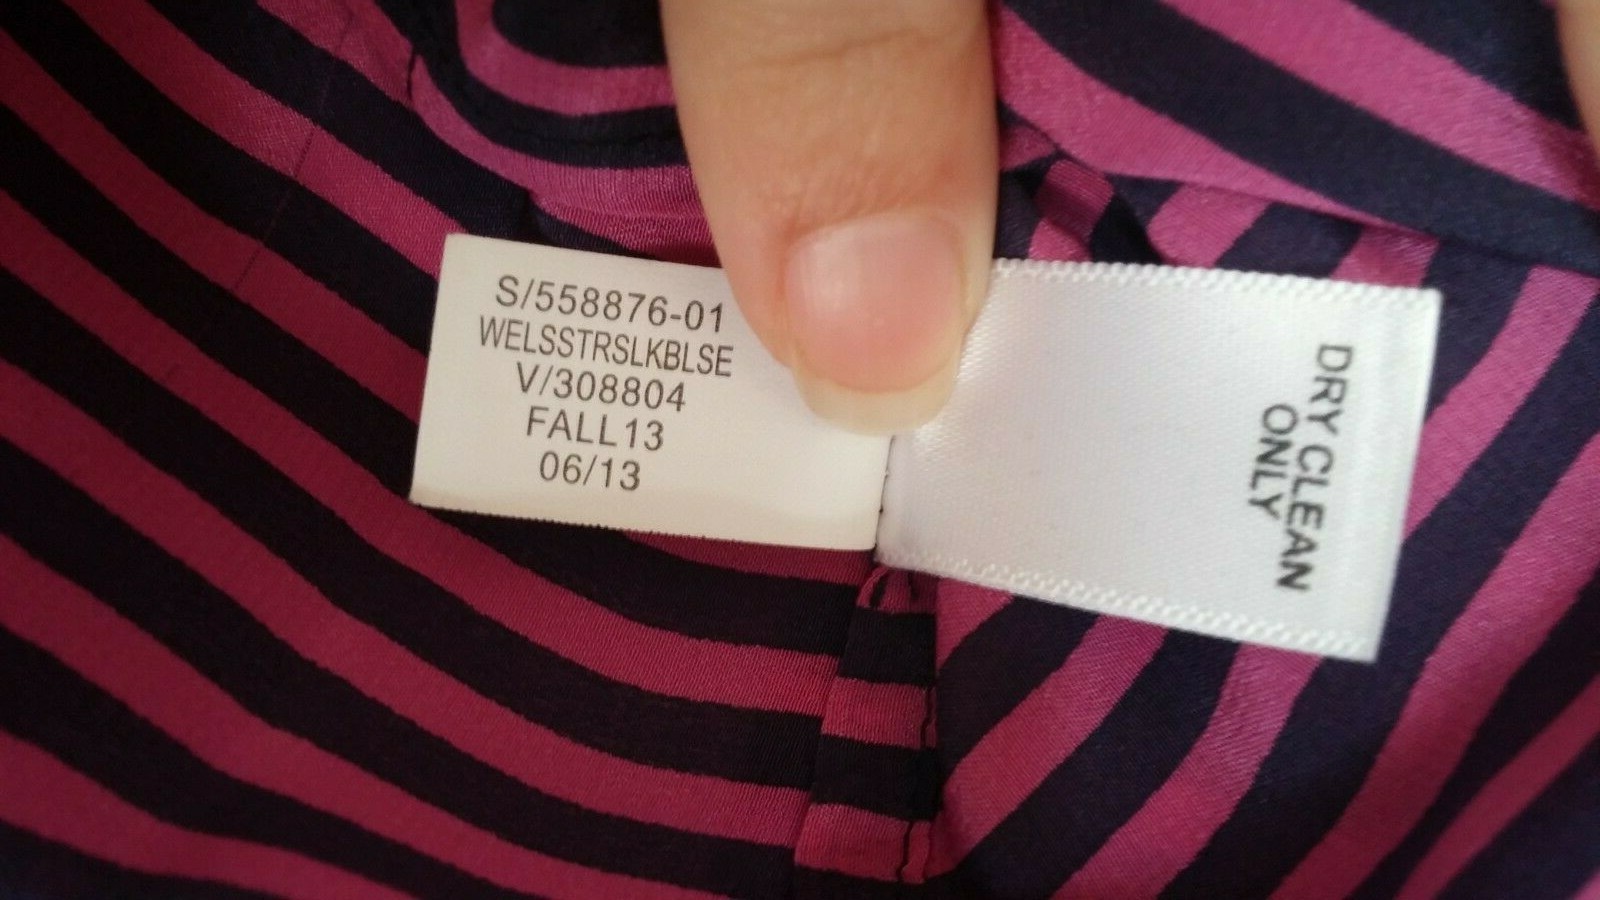 S/558876-01
WELSSTRSLKBLSE
V/308804
FALL13
06/13
DRY CLEAN
ONLY